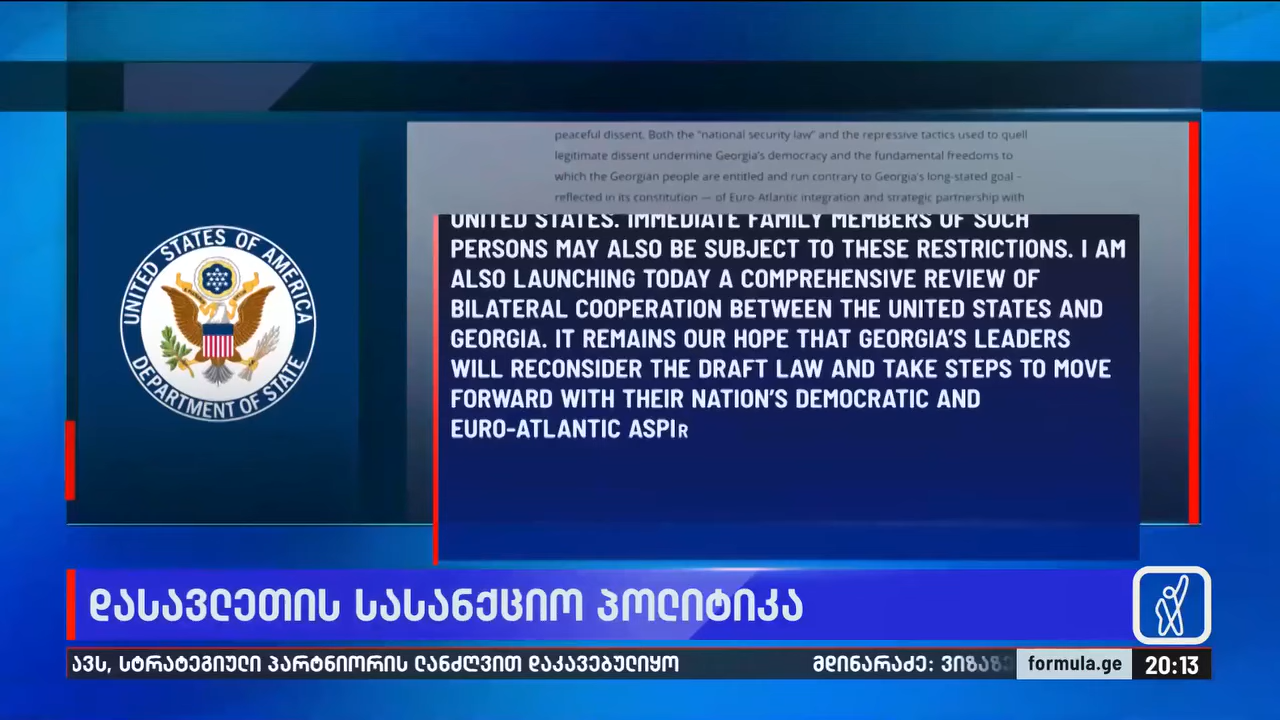 peaceful dissent. Both the "national security law" and the repressive tactics used to quell
legitimate dissent undermine Georgia's democracy and the fundamental freedoms to
which the Georgian people are entitled and run contrary to Georgia's long-stated goal –
reflected in its constitution — of Euro-Atlantic integration and strategic partnership with
UNITED STATES. IMMEDIATE FAMILY MEMBERS OF SUCH
PERSONS MAY ALSO BE SUBJECT TO THESE RESTRICTIONS. I AM
ALSO LAUNCHING TODAY A COMPREHENSIVE REVIEW OF
BILATERAL COOPERATION BETWEEN THE UNITED STATES AND
GEORGIA. IT REMAINS OUR HOPE THAT GEORGIA'S LEADERS
WILL RECONSIDER THE DRAFT LAW AND TAKE STEPS TO MOVE
FORWARD WITH THEIR NATION'S DEMOCRATIC AND
EURO-ATLANTIC ASPIR
UNITED STATES OF AMERICA
DEPARTMENT OF STATE
დასავლეთის სასანქციო პოლიტიკა
ავს, სტრატეგიული პარტნიორის ლანძღვით დაკავებულიყო მდინარაძე: ვიზაზე
formula.ge 20:13